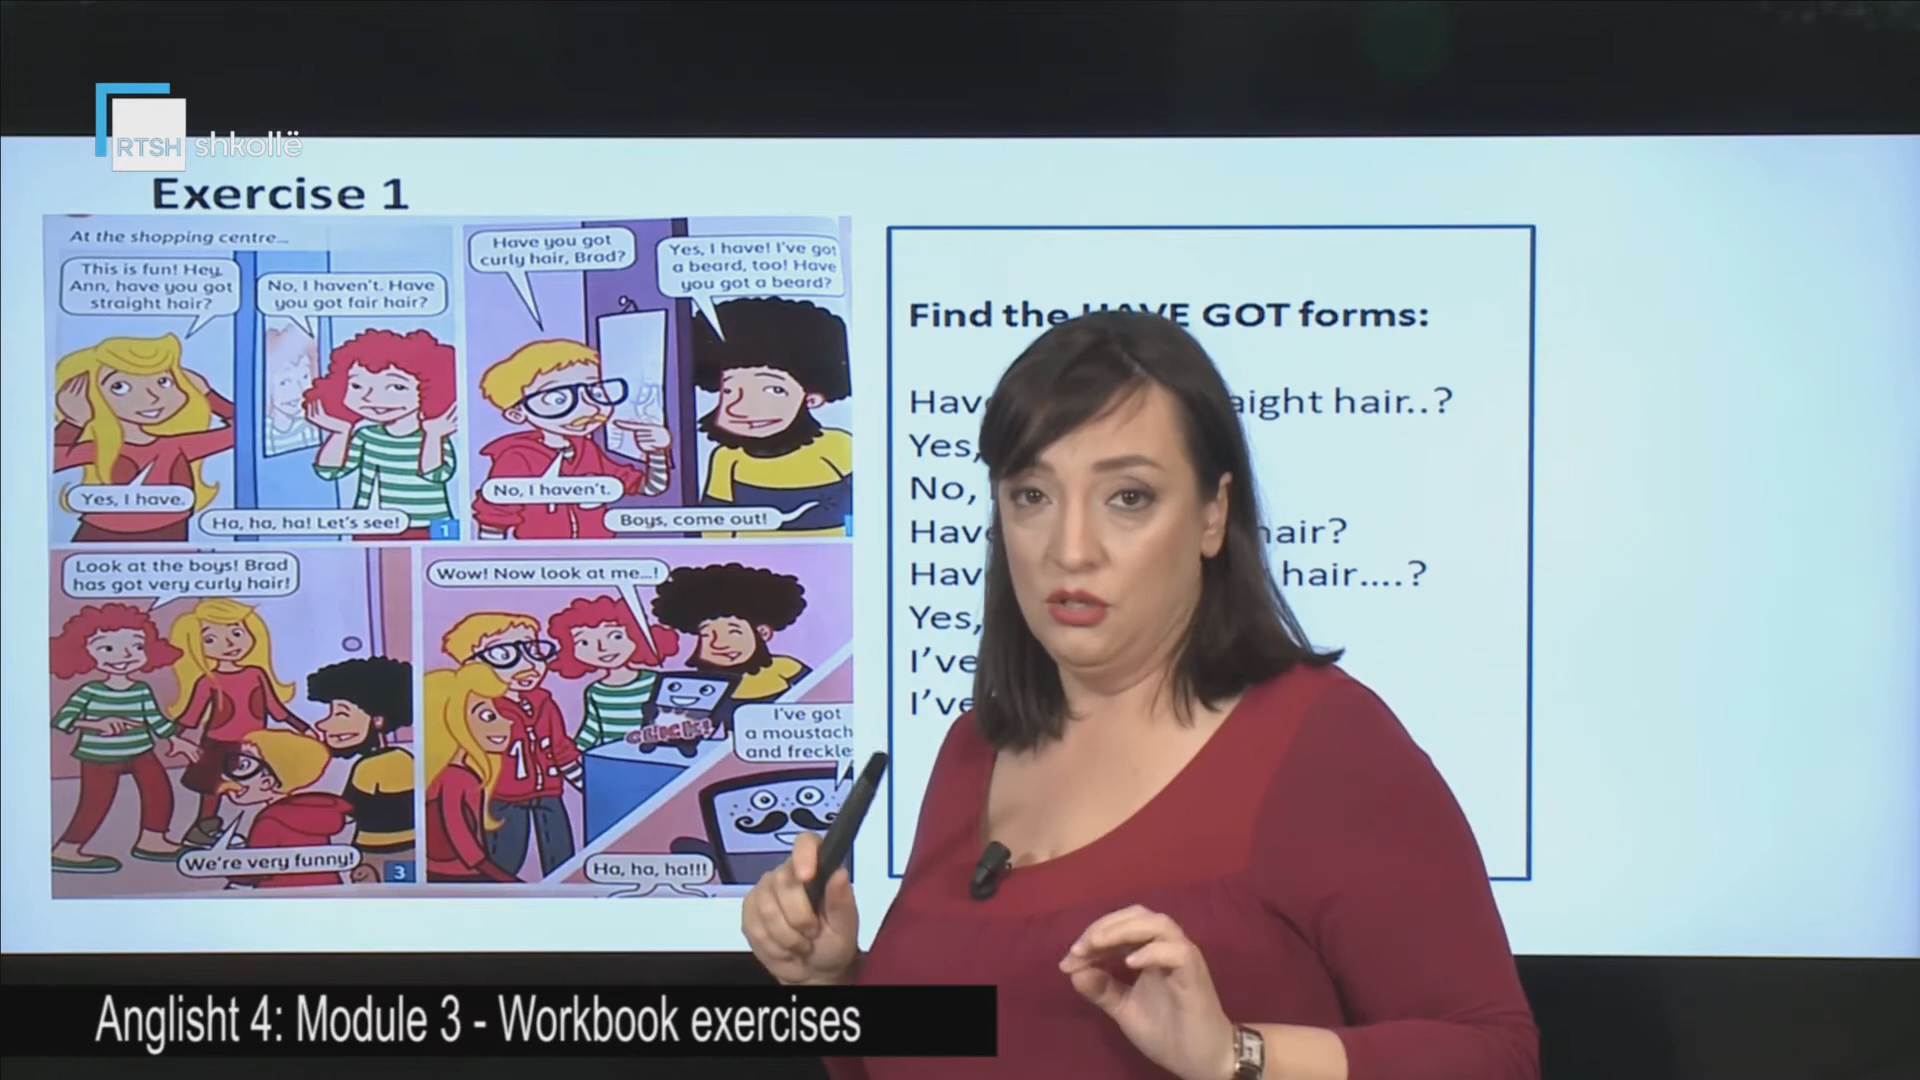 RTSH shkollë
Exercise 1
At the shopping centre...
This is fun! Hey,
Ann, have you got
straight hair?
No, I haven't. Have
you got fair hair?
Yes, I have.
Ha, ha, ha! Let's see!
1
Have you got
curly hair, Brad?
Yes, I have! I've got
a beard, too! Have
you got a beard?
No, I haven't.
Boys, come out!
Look at the boys! Brad
has got very curly hair!
We're very funny!
3
Wow! Now look at me...!
CLICK!
I've got
a moustach
and freckle
Ha, ha, ha!!!
Find the HAVE GOT forms:
hair..?
Yes,
No,
hair?
hair....?
Yes,
I've
I've
Anglisht 4: Module 3 - Workbook exercises